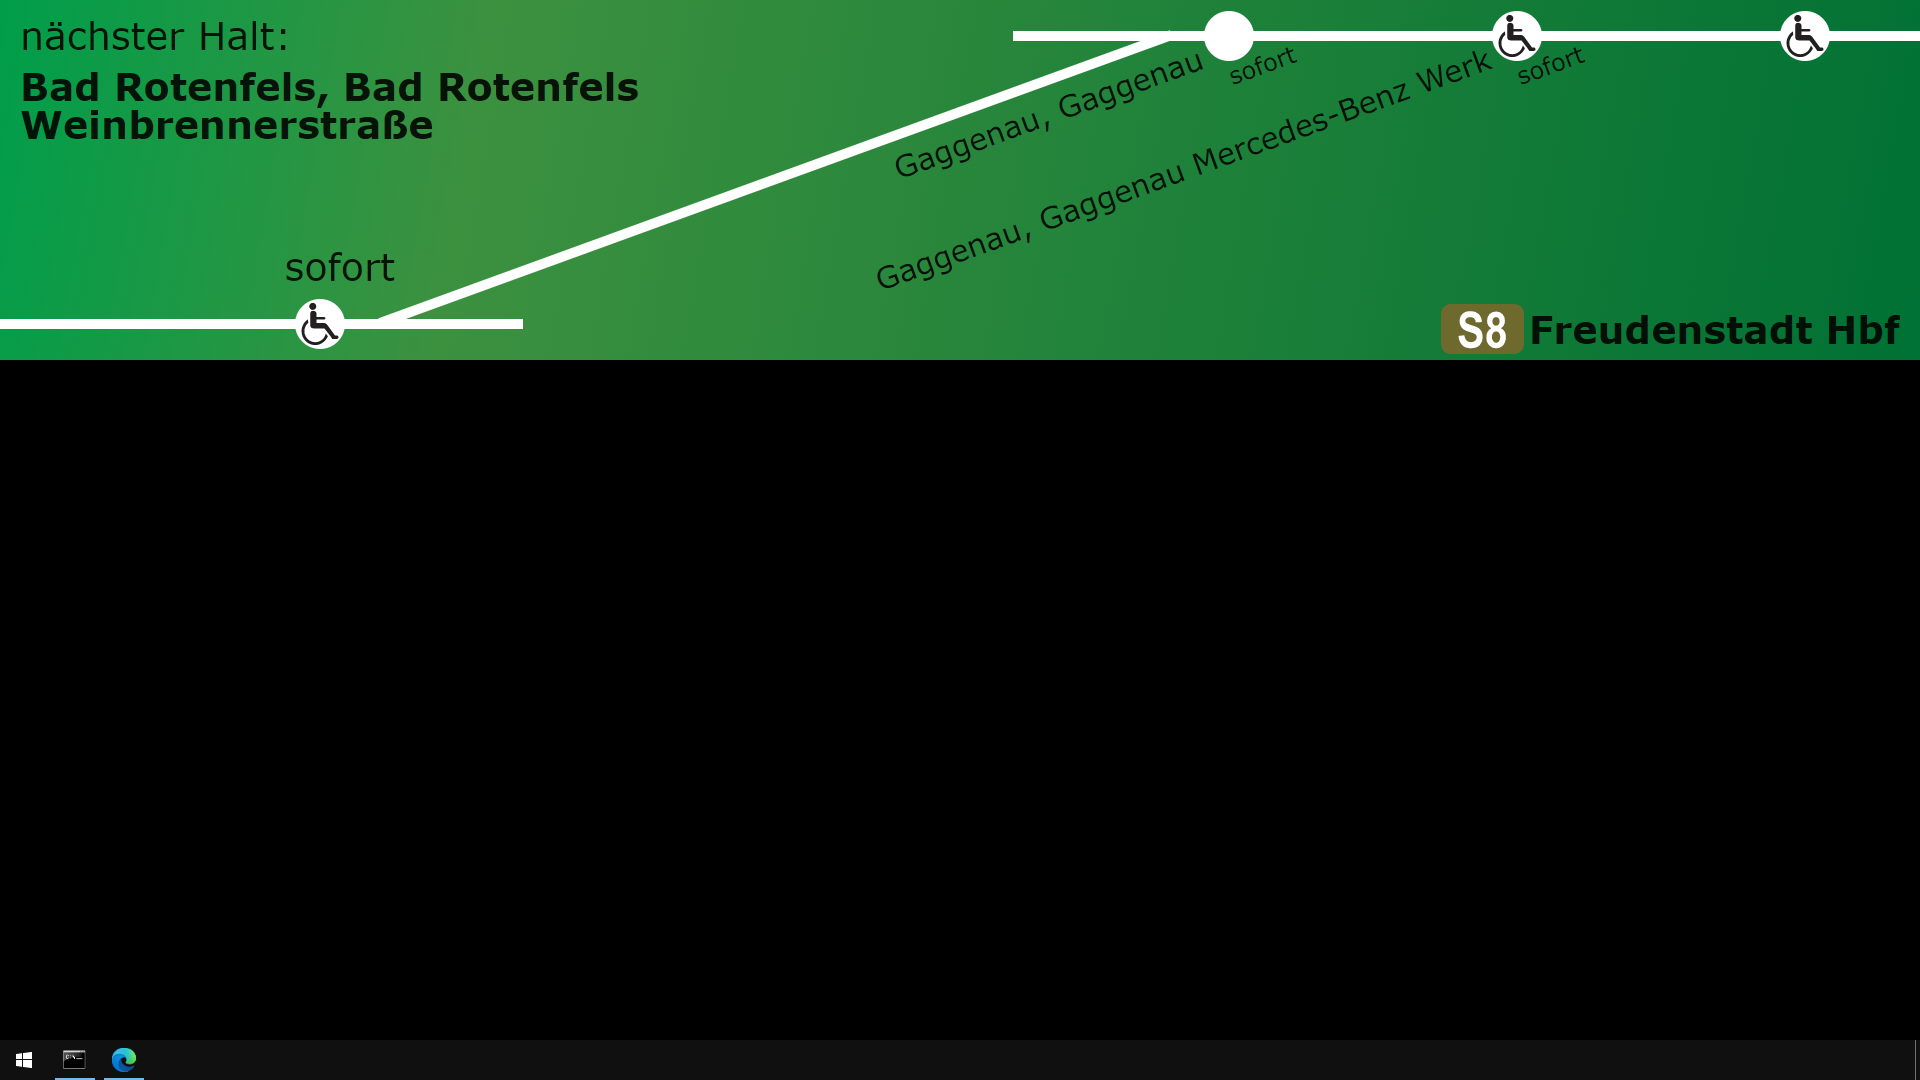 nächster Halt:
Bad Rotenfels, Bad Rotenfels
Weinbrennerstraße
sofort
Gaggenau, Gaggenau
sofort
Gaggenau, Gaggenau Mercedes-Benz Werk
sofort
S8 Freudenstadt Hbf